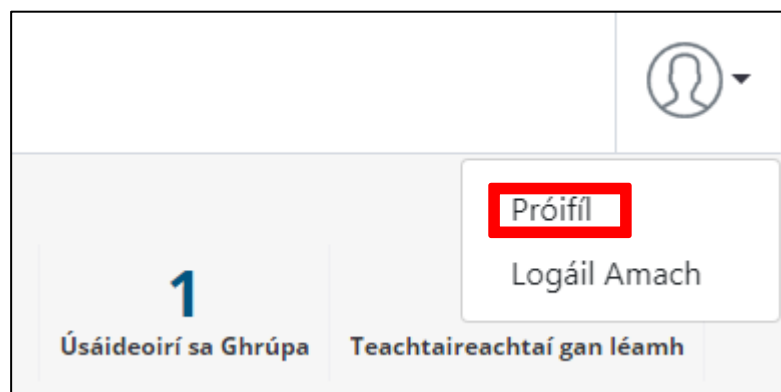 Próifíl
Logáil Amach
1
Úsáideoirí sa Ghrúpa
Teachtaireachtaí gan léamh